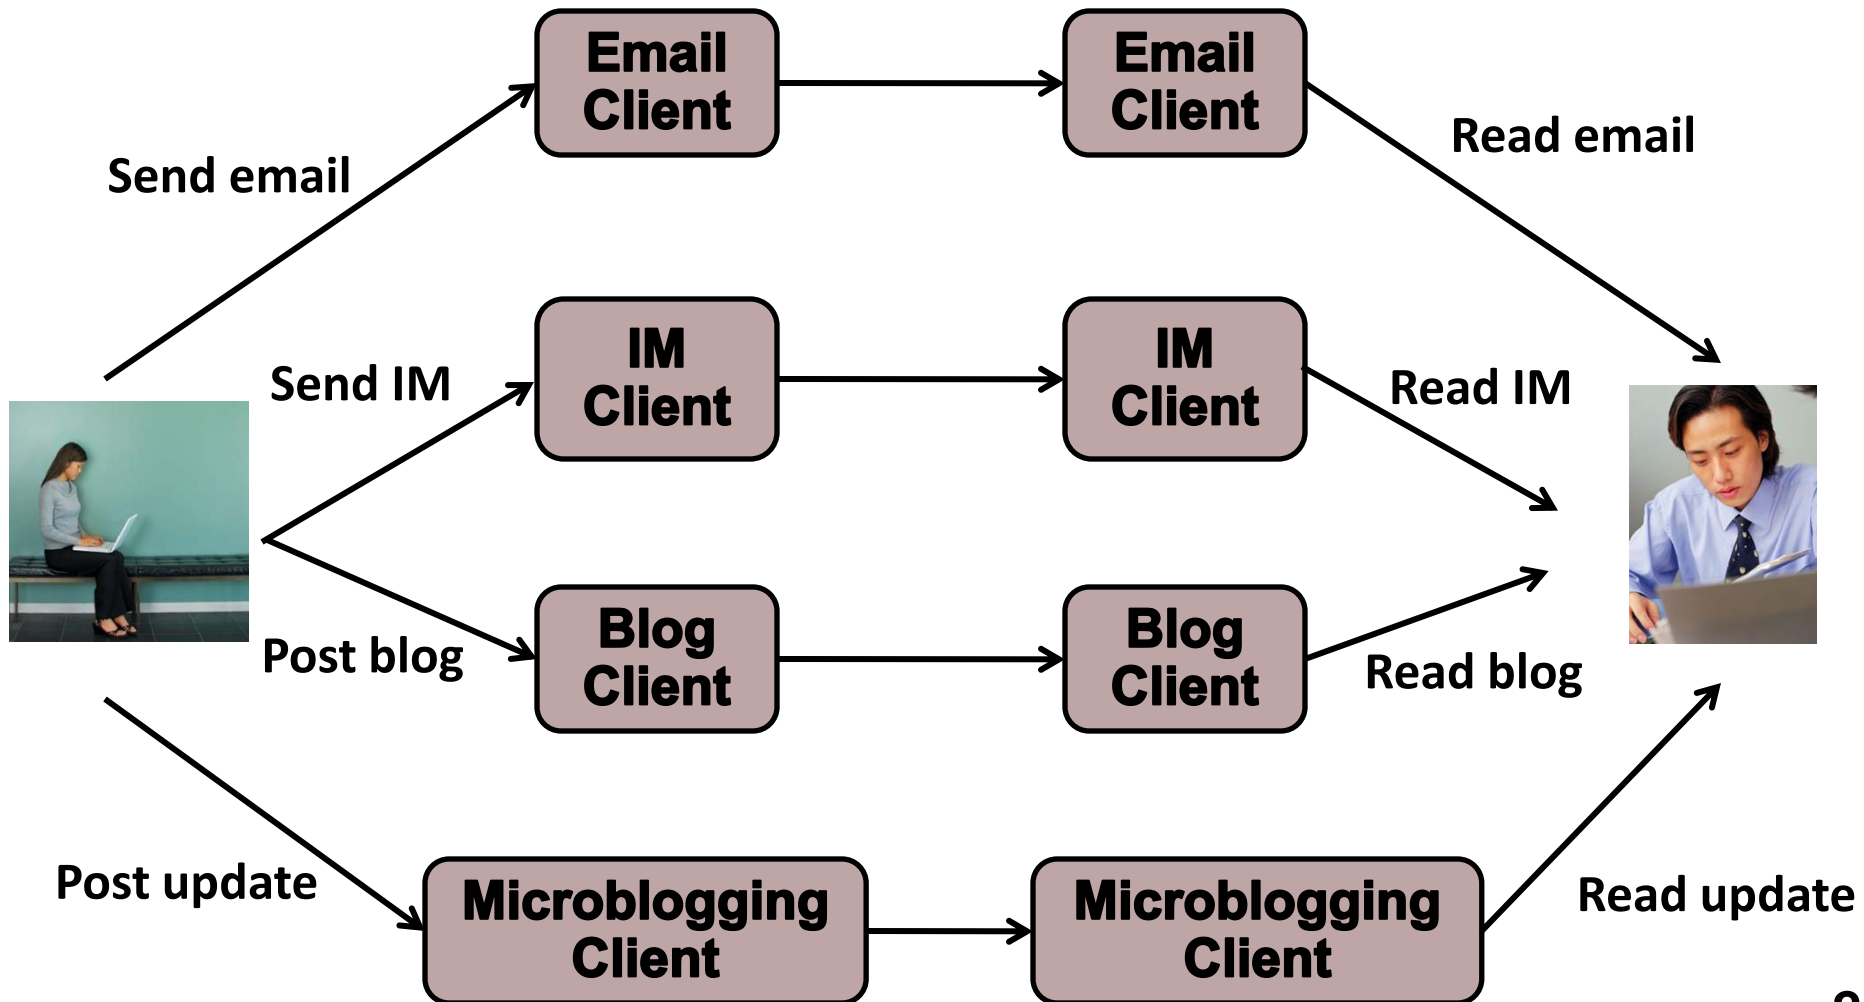 Email
Client
Email
Client
Read email
Send email
IM
Client
IM
Client
Send IM
Read IM
Blog
Client
Blog
Client
Post blog
Read blog
Microblogging
Client
Microblogging
Client
Post update
Read update